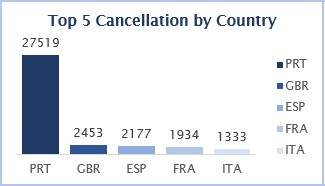 Top 5 Cancellation by Country
27519
2453
2177
1934
1333
PRT
GBR
ESP
FRA
ITA
PRT
GBR
ESP
FRA
ITA